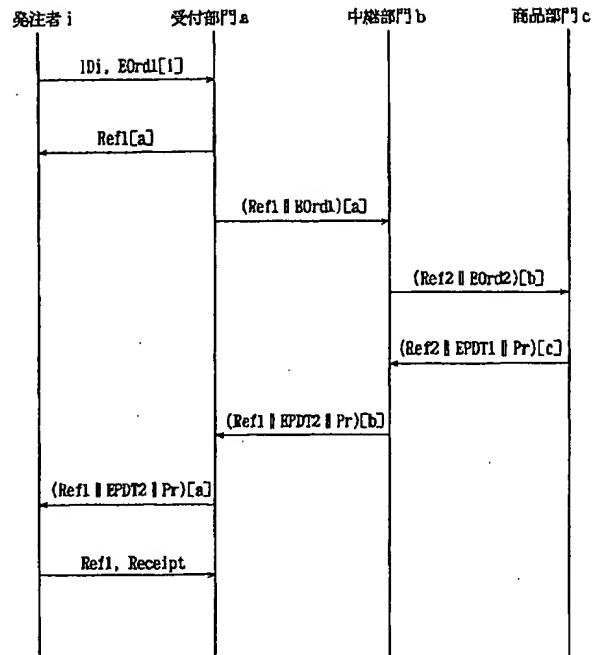 発注者 i 受付部門 a 中継部門 b 商品部門 c
IDi, EOrd1[i]
Ref1[a]
(Ref1 ‖ EOrd1)[a]
(Ref2 ‖ EOrd2)[b]
(Ref2 ‖ EPDT1 ‖ Pr)[c]
(Ref1 ‖ EPDT2 ‖ Pr)[b]
(Ref1 ‖ EPDT2 ‖ Pr)[a]
Ref1, Receipt